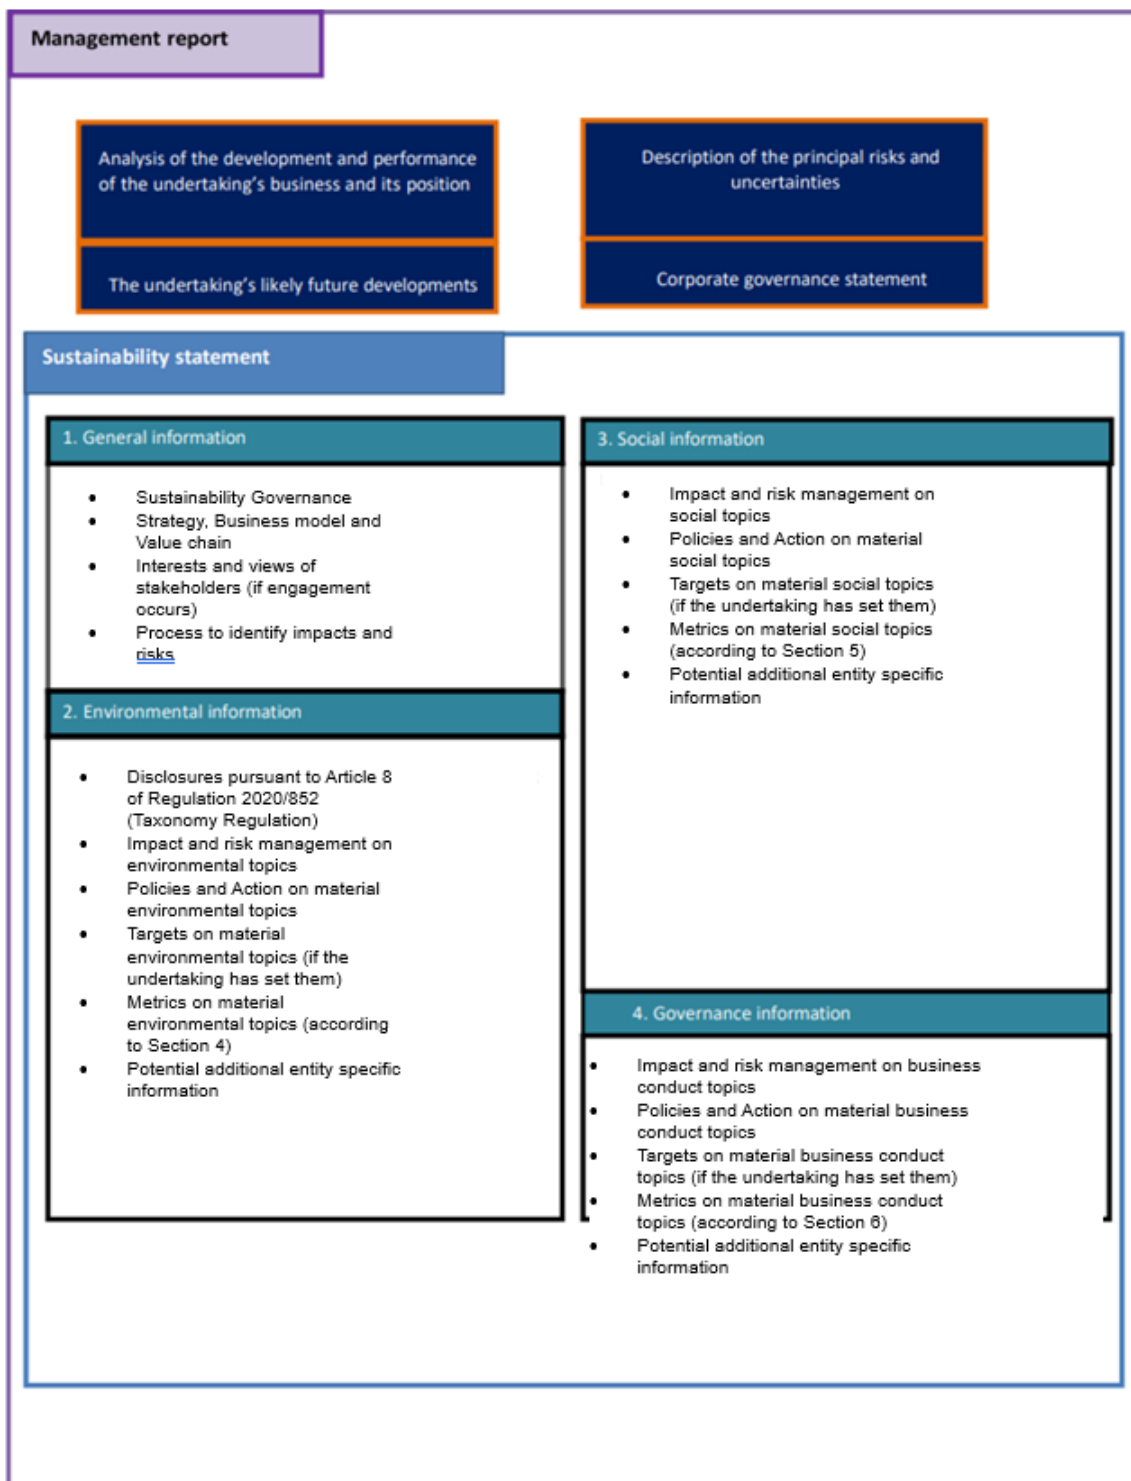 Management report
Analysis of the development and performance
of the undertaking's business and its position
Description of the principal risks and
uncertainties
The undertaking's likely future developments
Corporate governance statement
Sustainability statement
1. General information
• Sustainability Governance
• Strategy, Business model and
Value chain
• Interests and views of
stakeholders (if engagement
occurs)
• Process to identify impacts and
risks
2. Environmental information
• Disclosures pursuant to Article 8
of Regulation 2020/852
(Taxonomy Regulation)
• Impact and risk management on
environmental topics
• Policies and Action on material
environmental topics
• Targets on material
environmental topics (if the
undertaking has set them)
• Metrics on material
environmental topics (according
to Section 4)
• Potential additional entity specific
information
3. Social information
• Impact and risk management on
social topics
• Policies and Action on material
social topics
• Targets on material social topics
(if the undertaking has set them)
• Metrics on material social topics
(according to Section 5)
• Potential additional entity specific
information
4. Governance information
• Impact and risk management on business
conduct topics
• Policies and Action on material business
conduct topics
• Targets on material business conduct
topics (if the undertaking has set them)
• Metrics on material business conduct
topics (according to Section 6)
• Potential additional entity specific
information